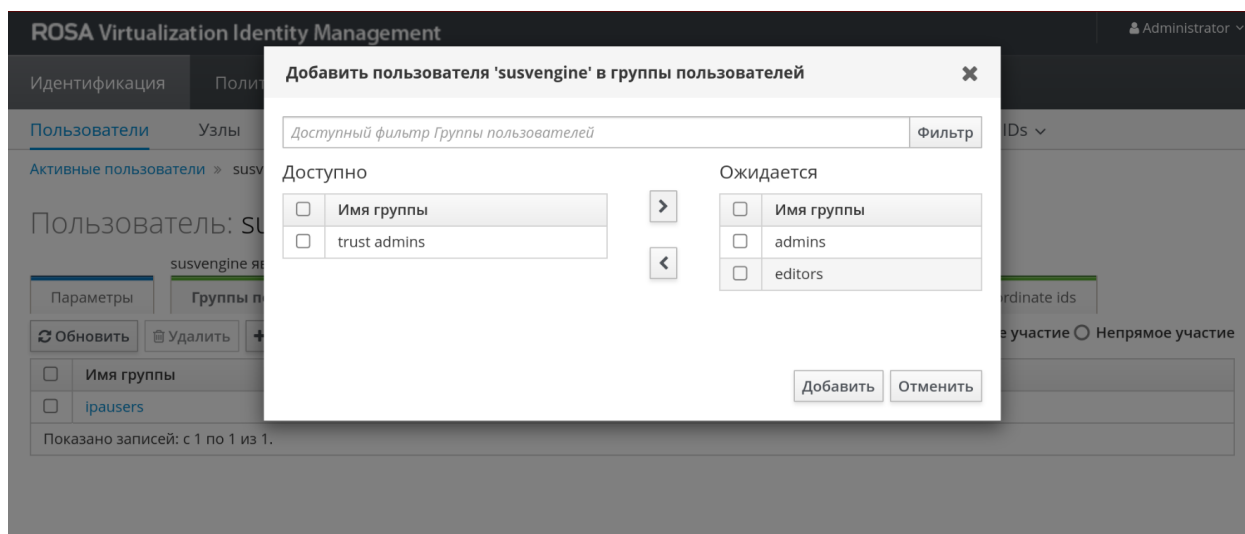 ROSA Virtualization Identity Management
Administrator
Идентификация Полит
Добавить пользователя 'susvengine' в группы пользователей
Пользователи Узлы IDs
Доступный фильтр Группы пользователей Фильтр
Активные пользователи » susv
Доступно Ожидается
Имя группы Имя группы
trust admins admins
editors
Пользователь: su
susvengine яв
Параметры Группы п rdinate ids
Обновить Удалить е участие Непрямое участие
Имя группы
ipausers
Добавить Отменить
Показано записей: с 1 по 1 из 1.